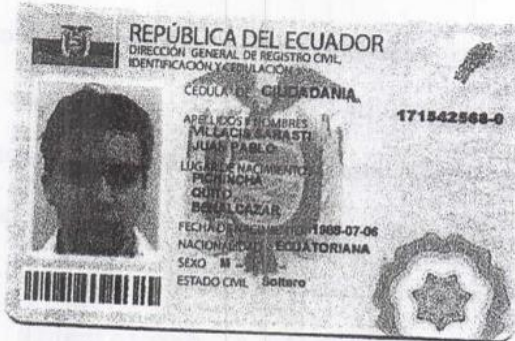 REPÚBLICA DEL ECUADOR
DIRECCIÓN GENERAL DE REGISTRO CIVIL,
IDENTIFICACIÓN Y CEDULACIÓN
CÉDULA DE CIUDADANIA
171542568-0
APELLIDOS Y NOMBRES
VILLACIS SARASTI
JUAN PABLO
LUGAR DE NACIMIENTO
PICHINCHA
QUITO
BENALCAZAR
FECHA DE NACIMIENTO 1988-07-06
NACIONALIDAD ECUATORIANA
SEXO M
ESTADO CIVIL Soltero